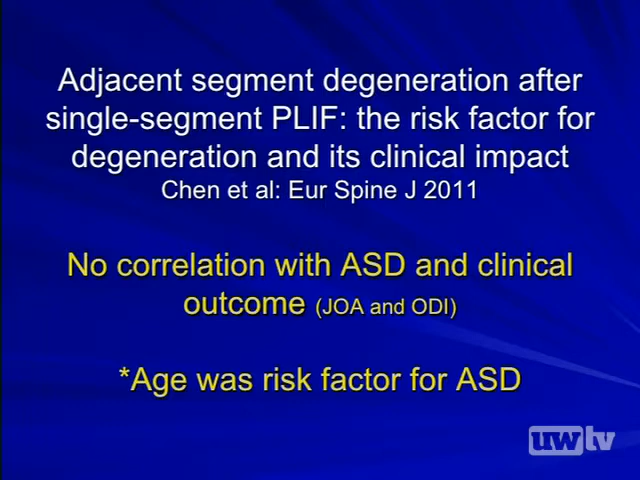 Adjacent segment degeneration after
single-segment PLIF: the risk factor for
degeneration and its clinical impact
Chen et al: Eur Spine J 2011
No correlation with ASD and clinical
outcome (JOA and ODI)
*Age was risk factor for ASD
uwtv